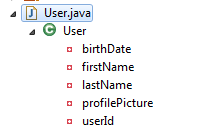 User.java
User
birthDate
firstName
lastName
profilePicture
userId